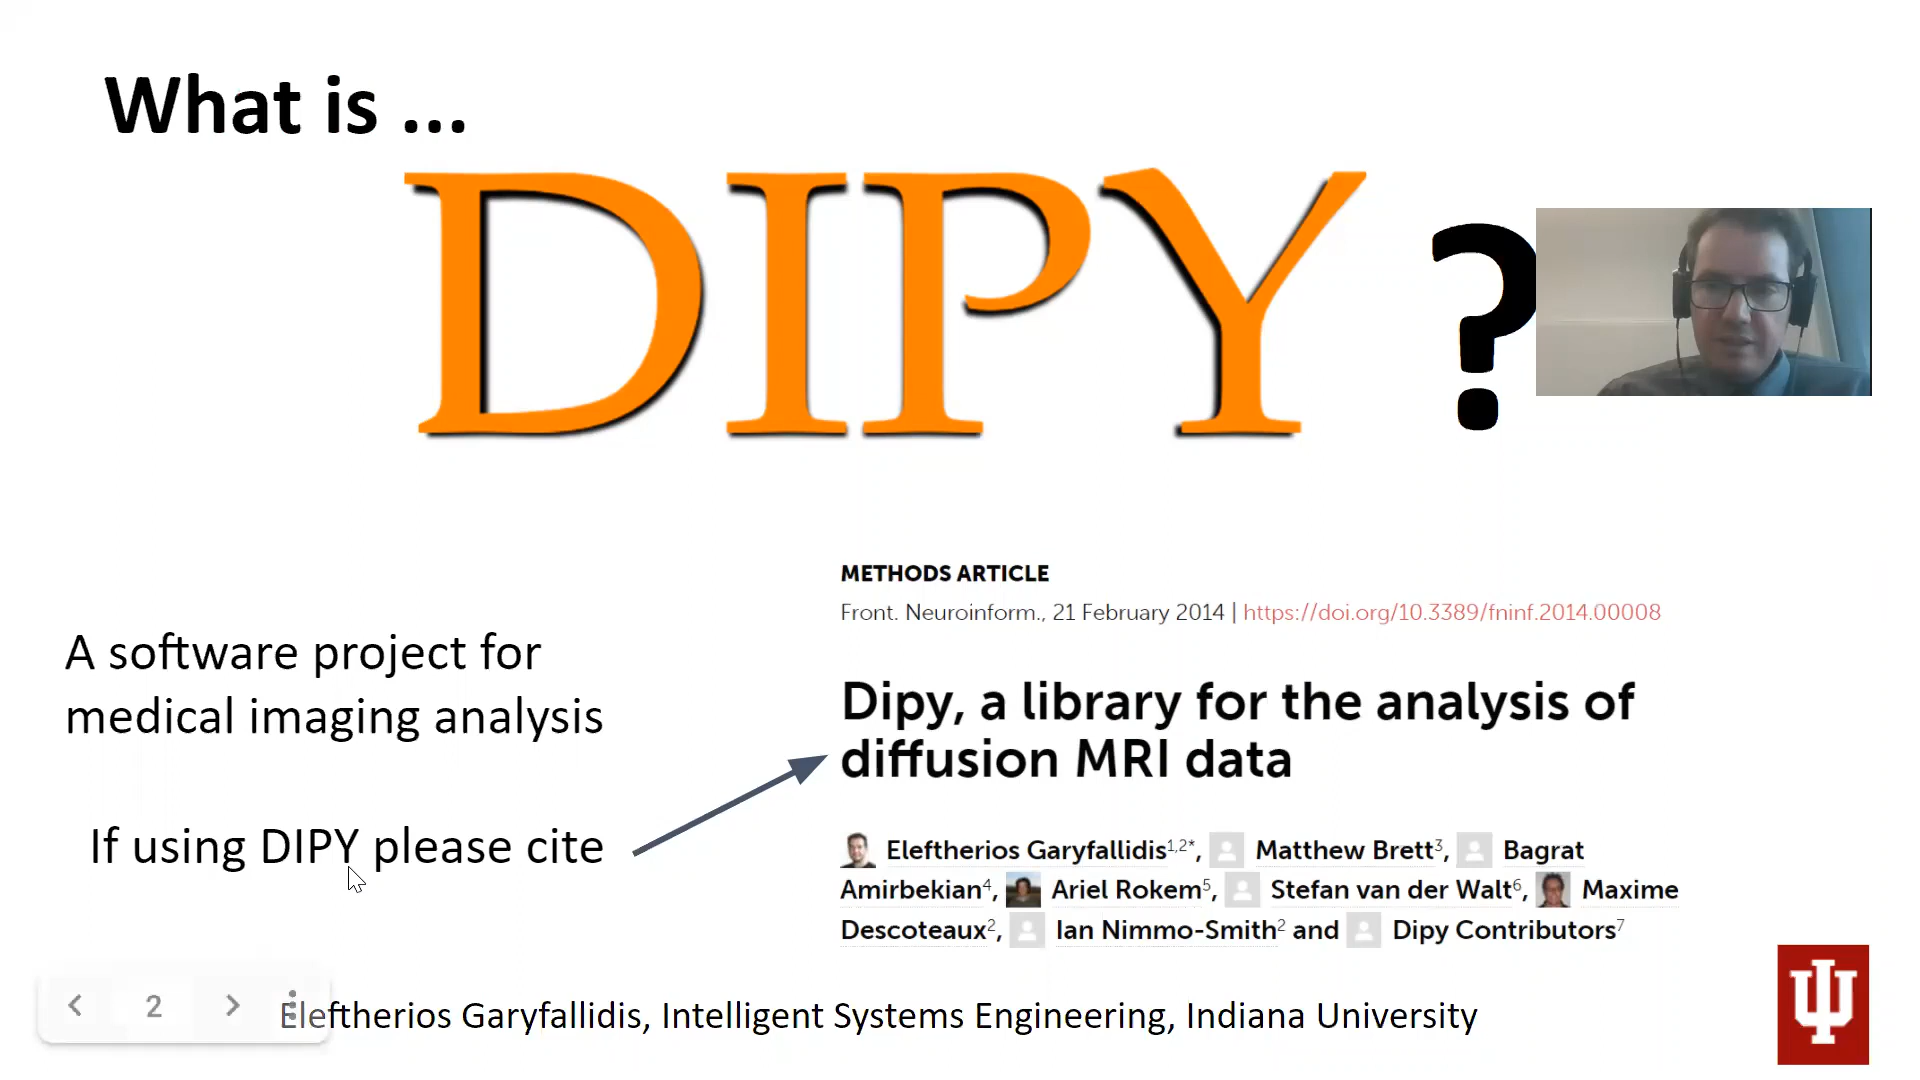 What is ...
DIPY ?
METHODS ARTICLE
Front. Neuroinform., 21 February 2014 | https://doi.org/10.3389/fninf.2014.00008
A software project for
medical imaging analysis
Dipy, a library for the analysis of
diffusion MRI data
If using DIPY please cite
Eleftherios Garyfallidis1,2*, Matthew Brett3, Bagrat
Amirbekian4, Ariel Rokem5, Stefan van der Walt6, Maxime
Descoteaux2, Ian Nimmo-Smith2 and Dipy Contributors7
2
Eleftherios Garyfallidis, Intelligent Systems Engineering, Indiana University